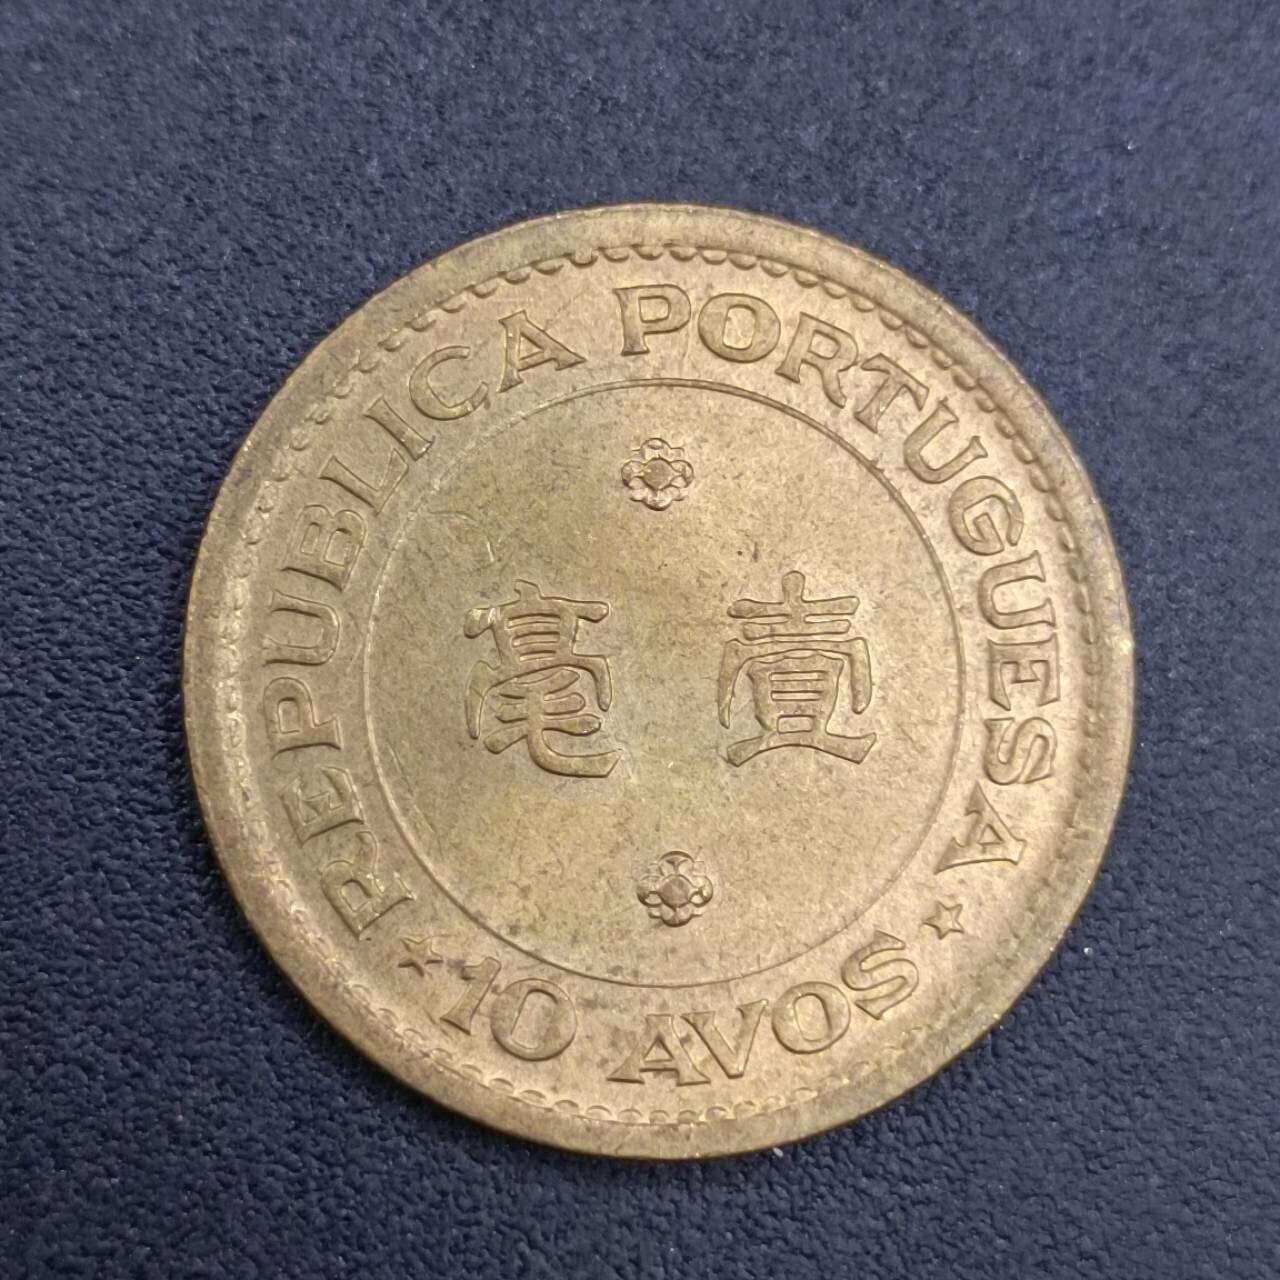 REPUBLICA PORTUGUESA
毫壹
★ 10 AVOS ★